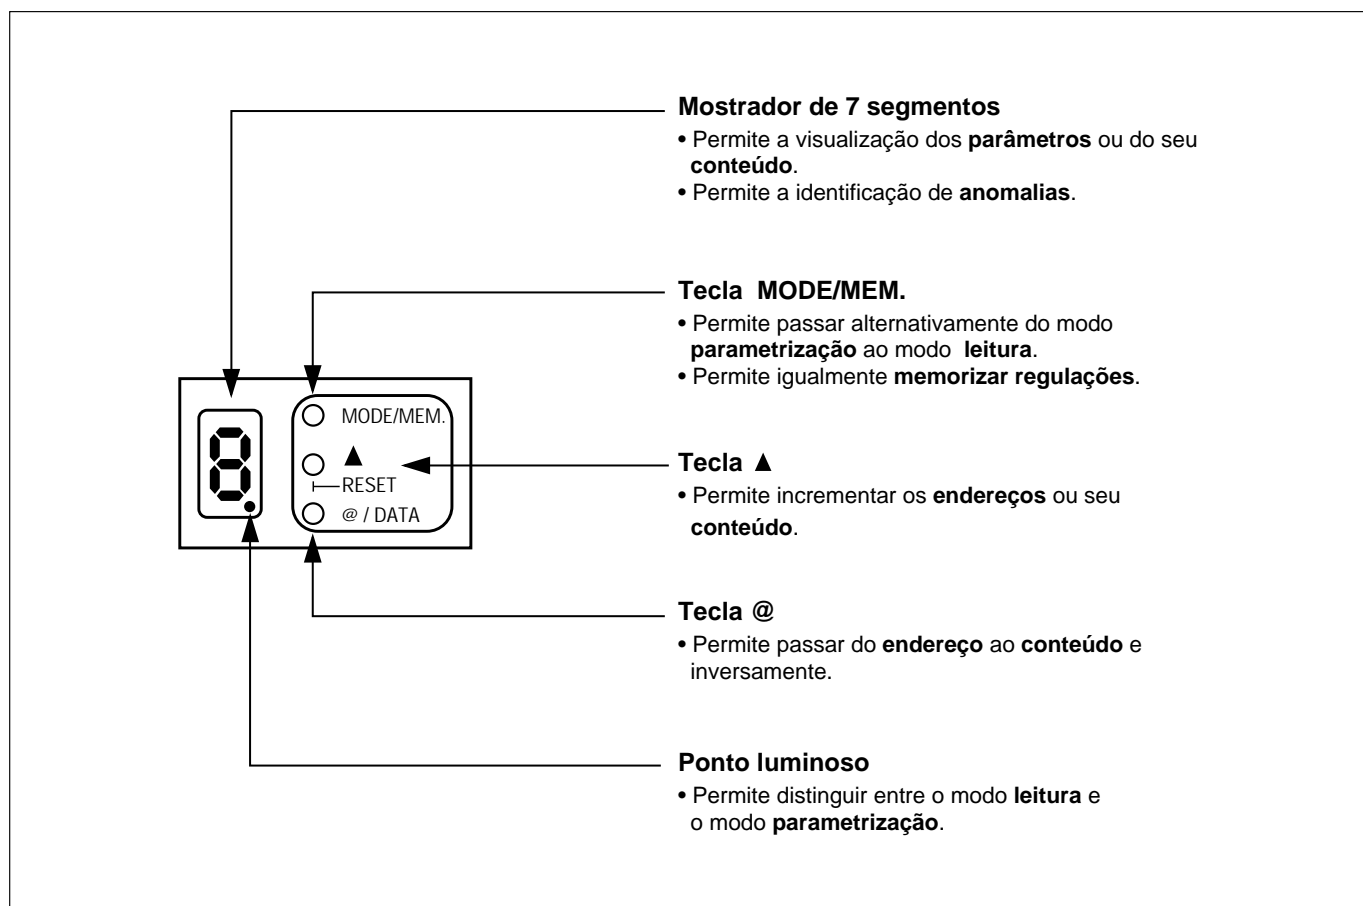 Mostrador de 7 segmentos
• Permite a visualização dos parâmetros ou do seu
conteúdo.
• Permite a identificação de anomalias.
Tecla MODE/MEM.
• Permite passar alternativamente do modo
parametrização ao modo leitura.
• Permite igualmente memorizar regulações.
8.
MODE/MEM.
▲
RESET
@ / DATA
Tecla ▲
• Permite incrementar os endereços ou seu
conteúdo.
Tecla @
• Permite passar do endereço ao conteúdo e
inversamente.
Ponto luminoso
• Permite distinguir entre o modo leitura e
o modo parametrização.